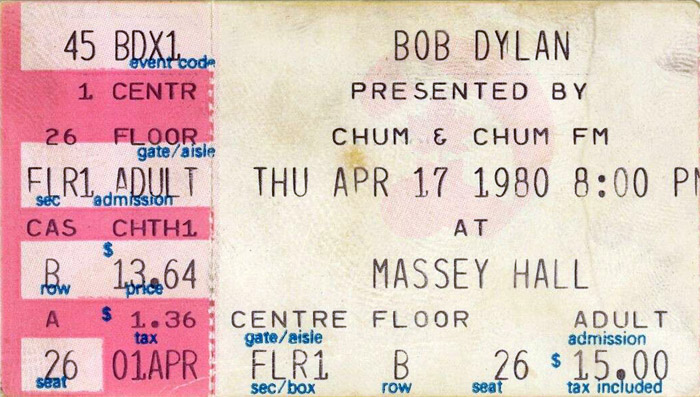 45 BDX1
event code
1 CENTR
26 FLOOR
gate/aisle
FLR1 ADULT
sec admission
CAS CHTH1
$
B 13.64
row price
A $ 1.36
tax
26 01APR
seat
BOB DYLAN
PRESENTED BY
CHUM & CHUM FM
THU APR 17 1980 8:00 PM
AT
MASSEY HALL
CENTRE FLOOR ADULT
gate/aisle admission
FLR1 B 26 $ 15.00
sec/box row seat tax included